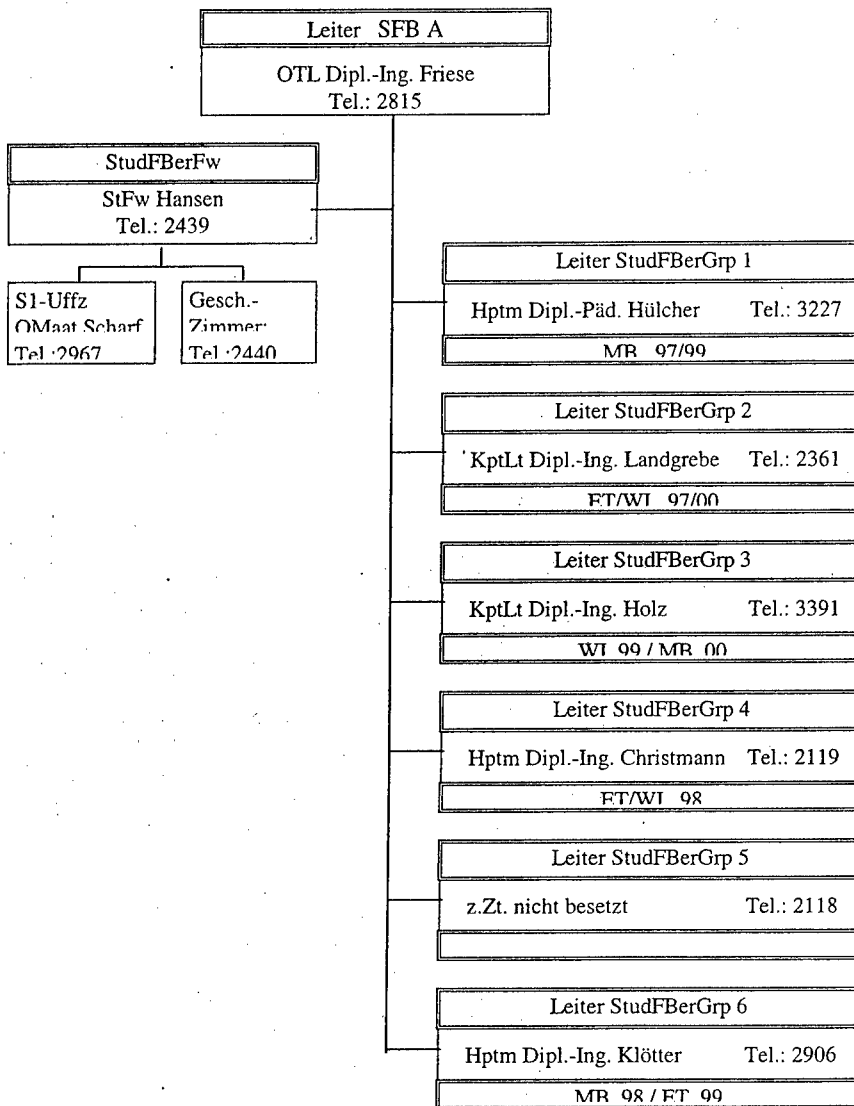 Leiter SFB A
OTL Dipl.-Ing. Friese
Tel.: 2815
StudFBerFw
StFw Hansen
Tel.: 2439
S1-Uffz
OMaat Scharf
Tel.:2967
Gesch.-
Zimmer:
Tel.:2440
Leiter StudFBerGrp 1
Hptm Dipl.-Päd. Hülcher Tel.: 3227
MB 97/99
Leiter StudFBerGrp 2
KptLt Dipl.-Ing. Landgrebe Tel.: 2361
ET/WI 97/00
Leiter StudFBerGrp 3
KptLt Dipl.-Ing. Holz Tel.: 3391
WI 99 / MB 00
Leiter StudFBerGrp 4
Hptm Dipl.-Ing. Christmann Tel.: 2119
ET/WI 98
Leiter StudFBerGrp 5
z.Zt. nicht besetzt Tel.: 2118
Leiter StudFBerGrp 6
Hptm Dipl.-Ing. Klötter Tel.: 2906
MB 98 / ET 99